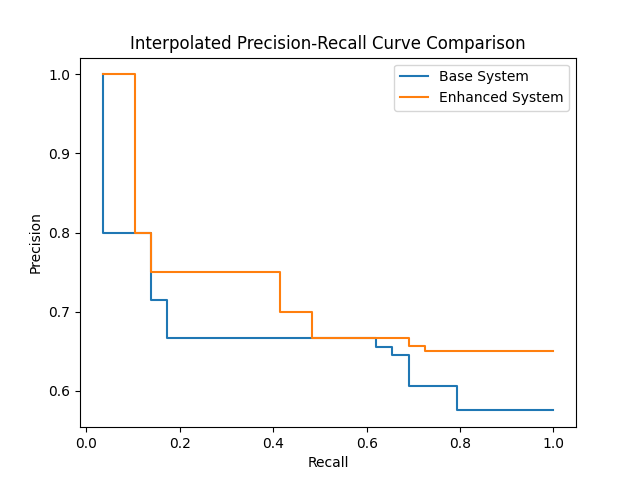 Interpolated Precision-Recall Curve Comparison
Base System
Enhanced System
Precision
1.0
0.9
0.8
0.7
0.6
0.0 0.2 0.4 0.6 0.8 1.0
Recall